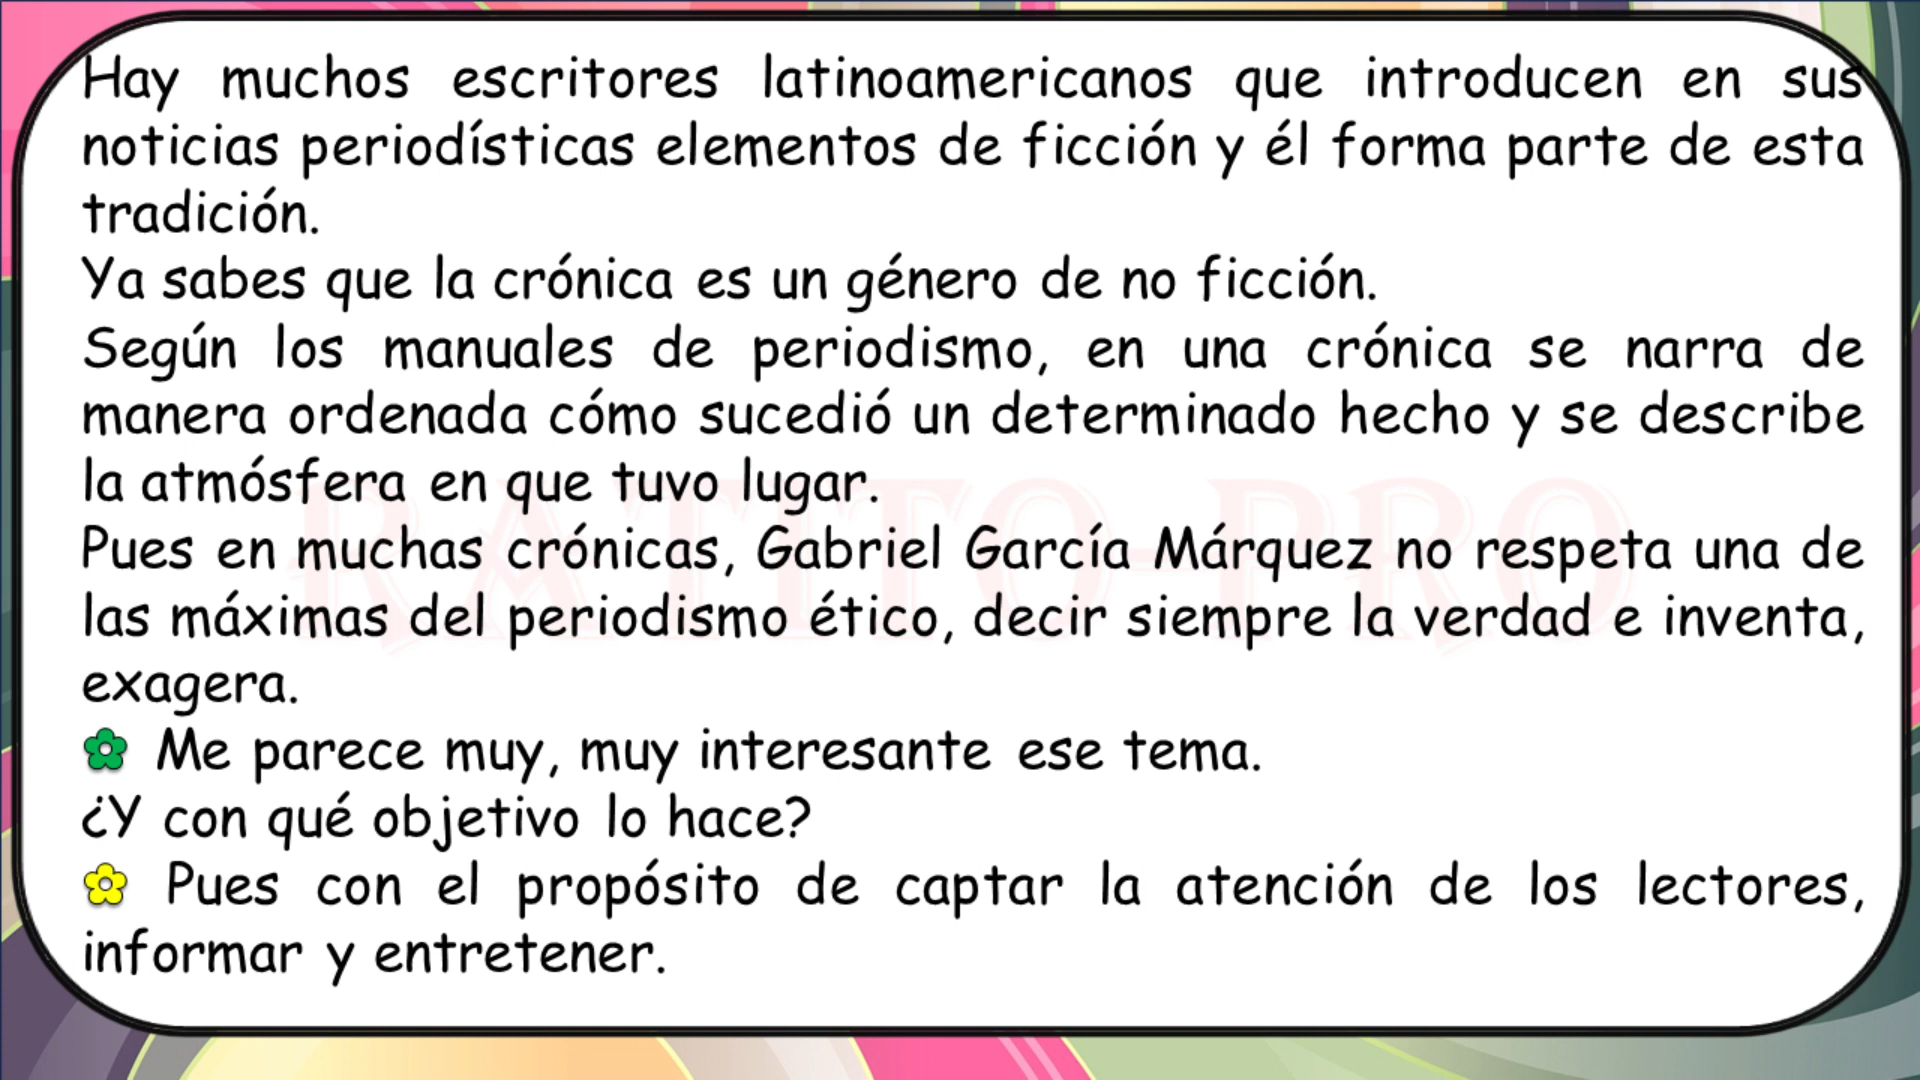 Hay muchos escritores latinoamericanos que introducen en sus
noticias periodísticas elementos de ficción y él forma parte de esta
tradición.
Ya sabes que la crónica es un género de no ficción.
Según los manuales de periodismo, en una crónica se narra de
manera ordenada cómo sucedió un determinado hecho y se describe
la atmósfera en que tuvo lugar.
Pues en muchas crónicas, Gabriel García Márquez no respeta una de
las máximas del periodismo ético, decir siempre la verdad e inventa,
exagera.
Me parece muy, muy interesante ese tema.
¿Y con qué objetivo lo hace?
Pues con el propósito de captar la atención de los lectores,
informar y entretener.
RATITO-PRO